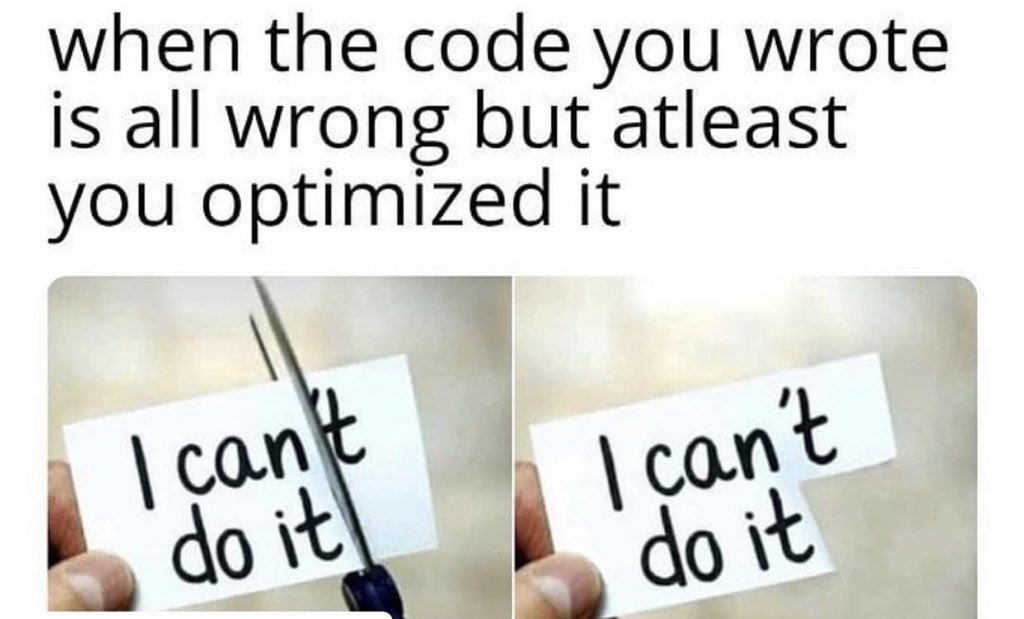 when the code you wrote
is all wrong but atleast
you optimized it
I can't
do it
I can't
do it